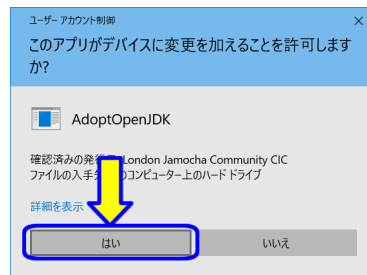 ユーザー アカウント制御
×
このアプリがデバイスに変更を加えることを許可します
か?
AdoptOpenJDK
確認済みの発行 London Jamocha Community CIC
ファイルの入手 コンピューター上のハード ドライブ
詳細を表示
はい
いいえ